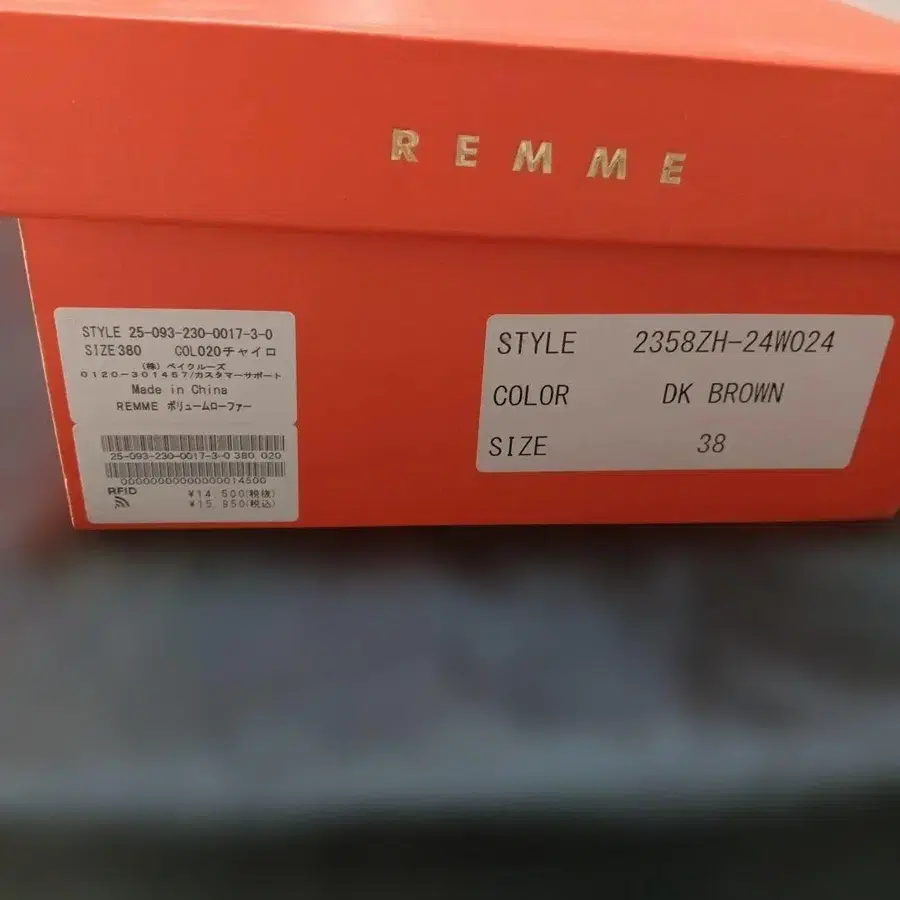 REMME
STYLE 25-093-230-0017-3-0
SIZE380 COL020チャイロ
(株) ベイクルーズ
0120-301457/カスタマーサポート
Made in China
REMME ボリュームローファー
25-093-230-0017-3-0 380 020
00000000000000014500
RFID
¥14,500(税抜)
¥15,950(税込)
STYLE 2358ZH-24W024
COLOR DK BROWN
SIZE 38